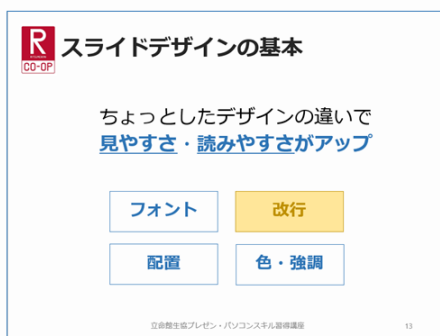 R
CO-OP
スライドデザインの基本
ちょっとしたデザインの違いで
見やすさ・読みやすさがアップ
フォント
改行
配置
色・強調
立命館生協プレゼン・パソコンスキル習得講座
13